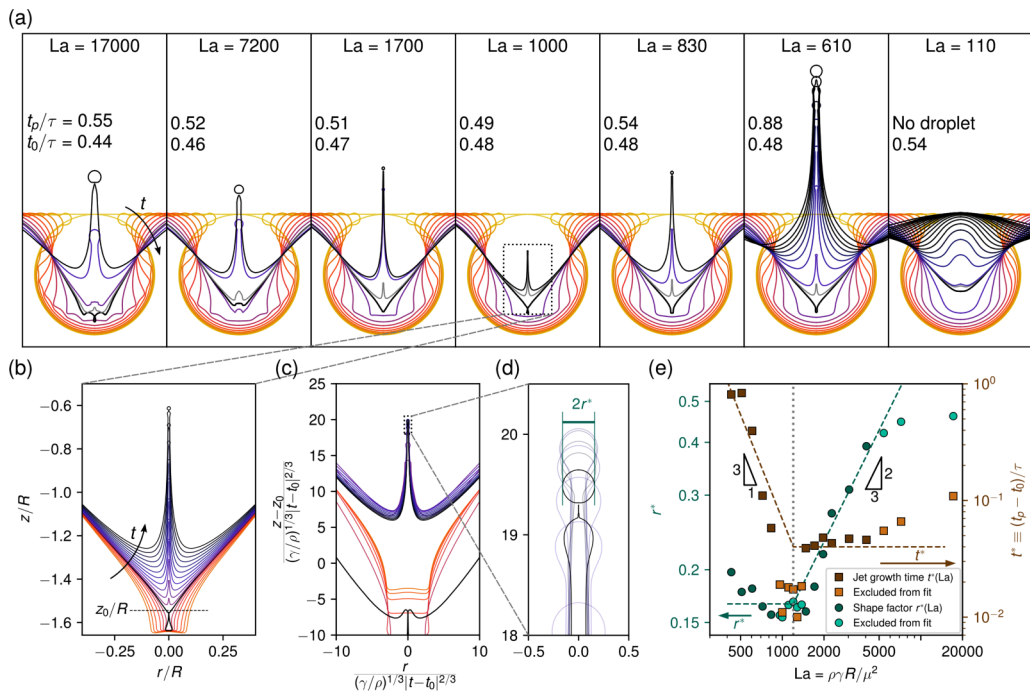 (a)
La = 17000
La = 7200
La = 1700
La = 1000
La = 830
La = 610
La = 110
t_p/τ = 0.55
0.52
0.51
0.49
0.54
0.88
No droplet
t_0/τ = 0.44
0.46
0.47
0.48
0.48
0.48
0.54
t
(b)
−0.6
−0.8
−1.0
−1.2
−1.4
−1.6
z/R
t
z_0/R
−0.25
0.00
0.25
r/R
(c)
25
20
15
10
5
0
−5
−10
z−z_0
(γ/ρ)^{1/3}|t−t_0|^{2/3}
−10
−5
0
5
10
r
(γ/ρ)^{1/3}|t−t_0|^{2/3}
(d)
2r*
20
19
18
−0.5
0.0
0.5
(e)
0.5
0.4
0.3
0.2
0.15
r*
3
1
2
3
t*
r*
Jet growth time t*(La)
Excluded from fit
Shape factor r*(La)
Excluded from fit
10^0
10^{−1}
10^{−2}
t* ≡ (t_p − t_0)/τ
500
1000
2000
5000
10000
20000
La = ργR/μ^2